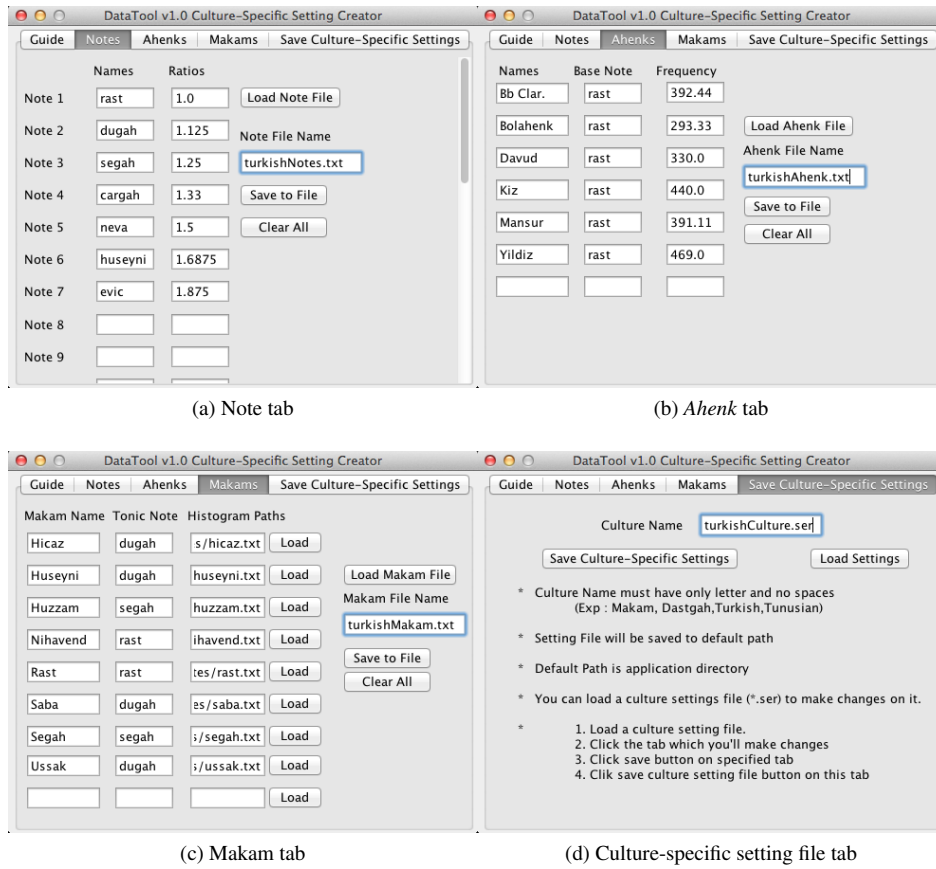 DataTool v1.0 Culture-Specific Setting Creator
Guide Notes Ahenks Makams Save Culture-Specific Settings
Names Ratios
Note 1 rast 1.0 Load Note File
Note 2 dugah 1.125 Note File Name
Note 3 segah 1.25 turkishNotes.txt
Note 4 cargah 1.33 Save to File
Note 5 neva 1.5 Clear All
Note 6 huseyni 1.6875
Note 7 evic 1.875
Note 8
Note 9
(a) Note tab
DataTool v1.0 Culture-Specific Setting Creator
Guide Notes Ahenks Makams Save Culture-Specific Settings
Names Base Note Frequency
Bb Clar. rast 392.44
Bolahenk rast 293.33 Load Ahenk File
Davud rast 330.0 Ahenk File Name
turkishAhenk.txt
Kiz rast 440.0
Save to File
Mansur rast 391.11
Clear All
Yildiz rast 469.0
(b) Ahenk tab
DataTool v1.0 Culture-Specific Setting Creator
Guide Notes Ahenks Makams Save Culture-Specific Settings
Makam Name Tonic Note Histogram Paths
Hicaz dugah s/hicaz.txt Load
Huseyni dugah huseyni.txt Load Load Makam File
Makam File Name
Huzzam segah huzzam.txt Load
turkishMakam.txt
Nihavend rast ihavend.txt Load
Save to File
Rast rast tes/rast.txt Load
Clear All
Saba dugah es/saba.txt Load
Segah segah s/segah.txt Load
Ussak dugah s/ussak.txt Load
Load
(c) Makam tab
DataTool v1.0 Culture-Specific Setting Creator
Guide Notes Ahenks Makams Save Culture-Specific Settings
Culture Name turkishCulture.ser
Save Culture-Specific Settings Load Settings
* Culture Name must have only letter and no spaces
(Exp : Makam, Dastgah,Turkish,Tunusian)
* Setting File will be saved to default path
* Default Path is application directory
* You can load a culture settings file (*.ser) to make changes on it.
* 1. Load a culture setting file.
2. Click the tab which you'll make changes
3. Click save button on specified tab
4. Clik save culture setting file button on this tab
(d) Culture-specific setting file tab